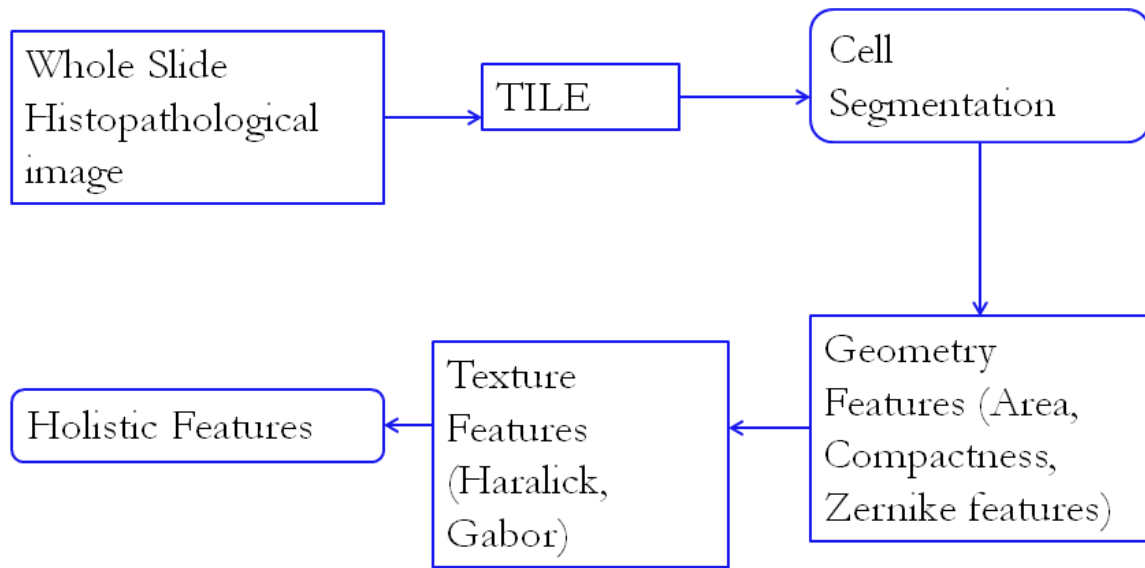 Whole Slide
Histopathological
image
TILE
Cell
Segmentation
Geometry
Features (Area,
Compactness,
Zernike features)
Texture
Features
(Haralick,
Gabor)
Holistic Features